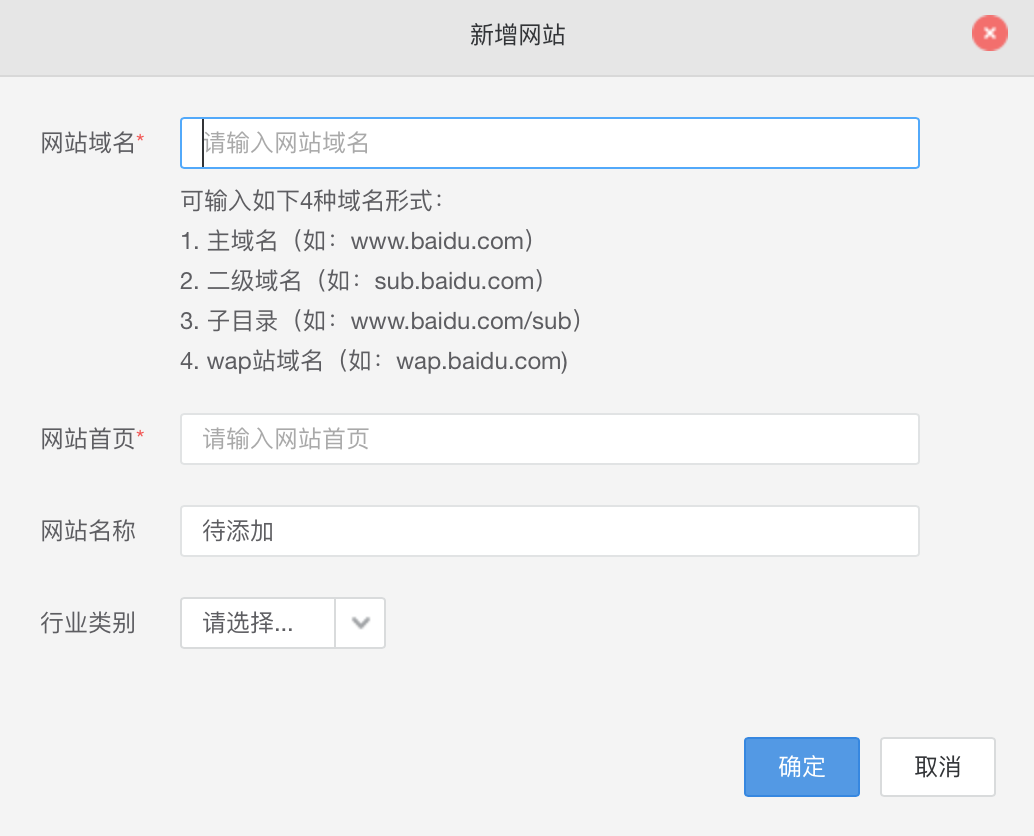 新增网站
网站域名*
请输入网站域名
可输入如下4种域名形式：
1. 主域名（如：www.baidu.com）
2. 二级域名（如：sub.baidu.com）
3. 子目录（如：www.baidu.com/sub）
4. wap站域名（如：wap.baidu.com)
网站首页*
请输入网站首页
网站名称
待添加
行业类别
请选择...
确定
取消